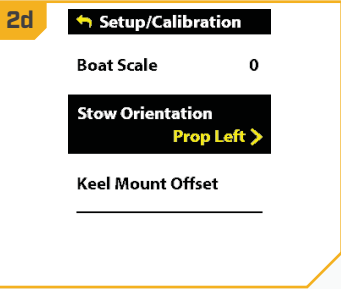 2d
Setup/Calibration
Boat Scale 0
Stow Orientation
Prop Left >
Keel Mount Offset